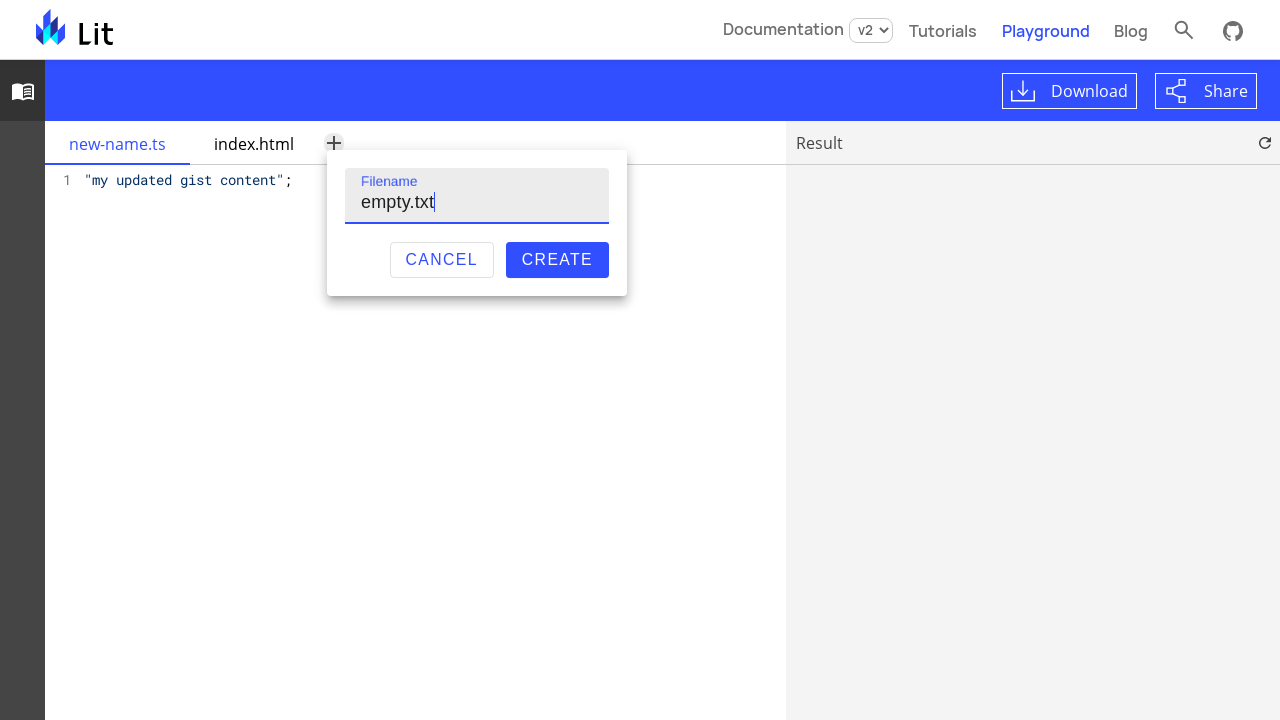 Lit
Documentation v2 Tutorials Playground Blog
Download Share
new-name.ts index.html Result
1 "my updated gist content";
Filename
empty.txt
CANCEL CREATE